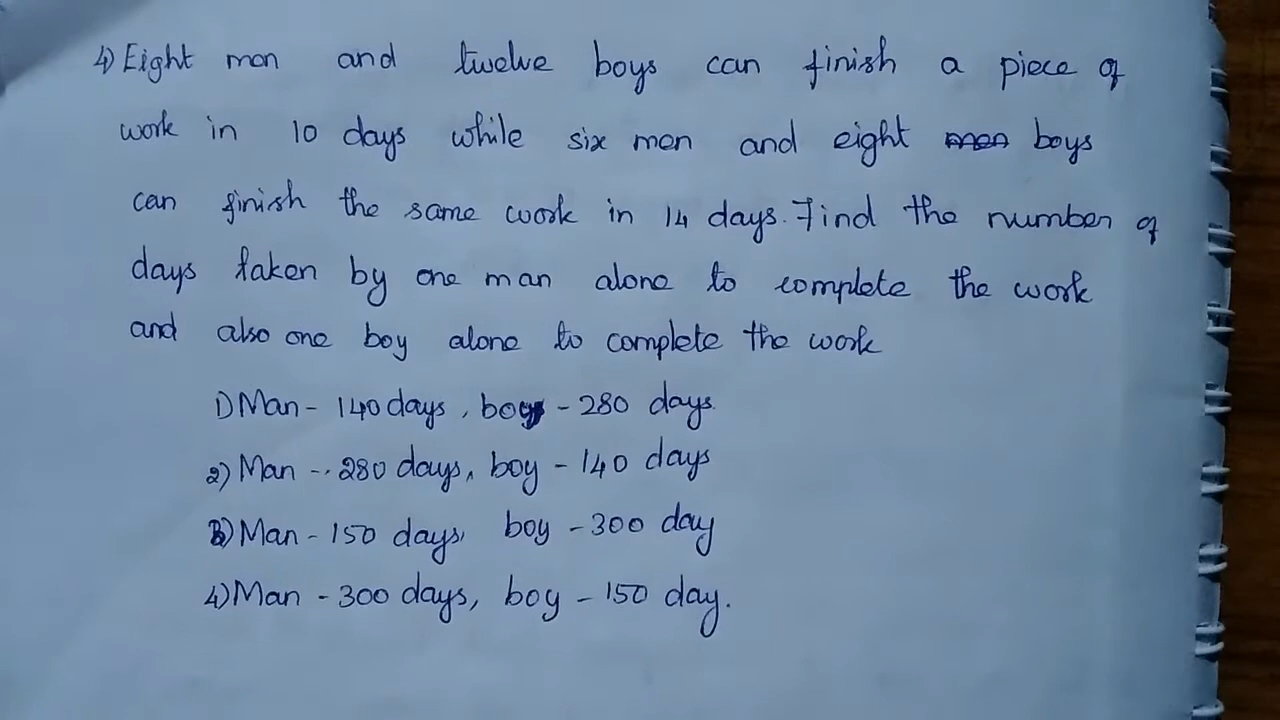 4) Eight men and twelve boys can finish a piece of
work in 10 days while six men and eight men boys
can finish the same work in 14 days. Find the number of
days taken by one man alone to complete the work
and also one boy alone to complete the work
1) Man - 140 days, boy - 280 days.
2) Man - 280 days, boy - 140 days
3) Man - 150 days, boy - 300 day
4) Man - 300 days, boy - 150 day.